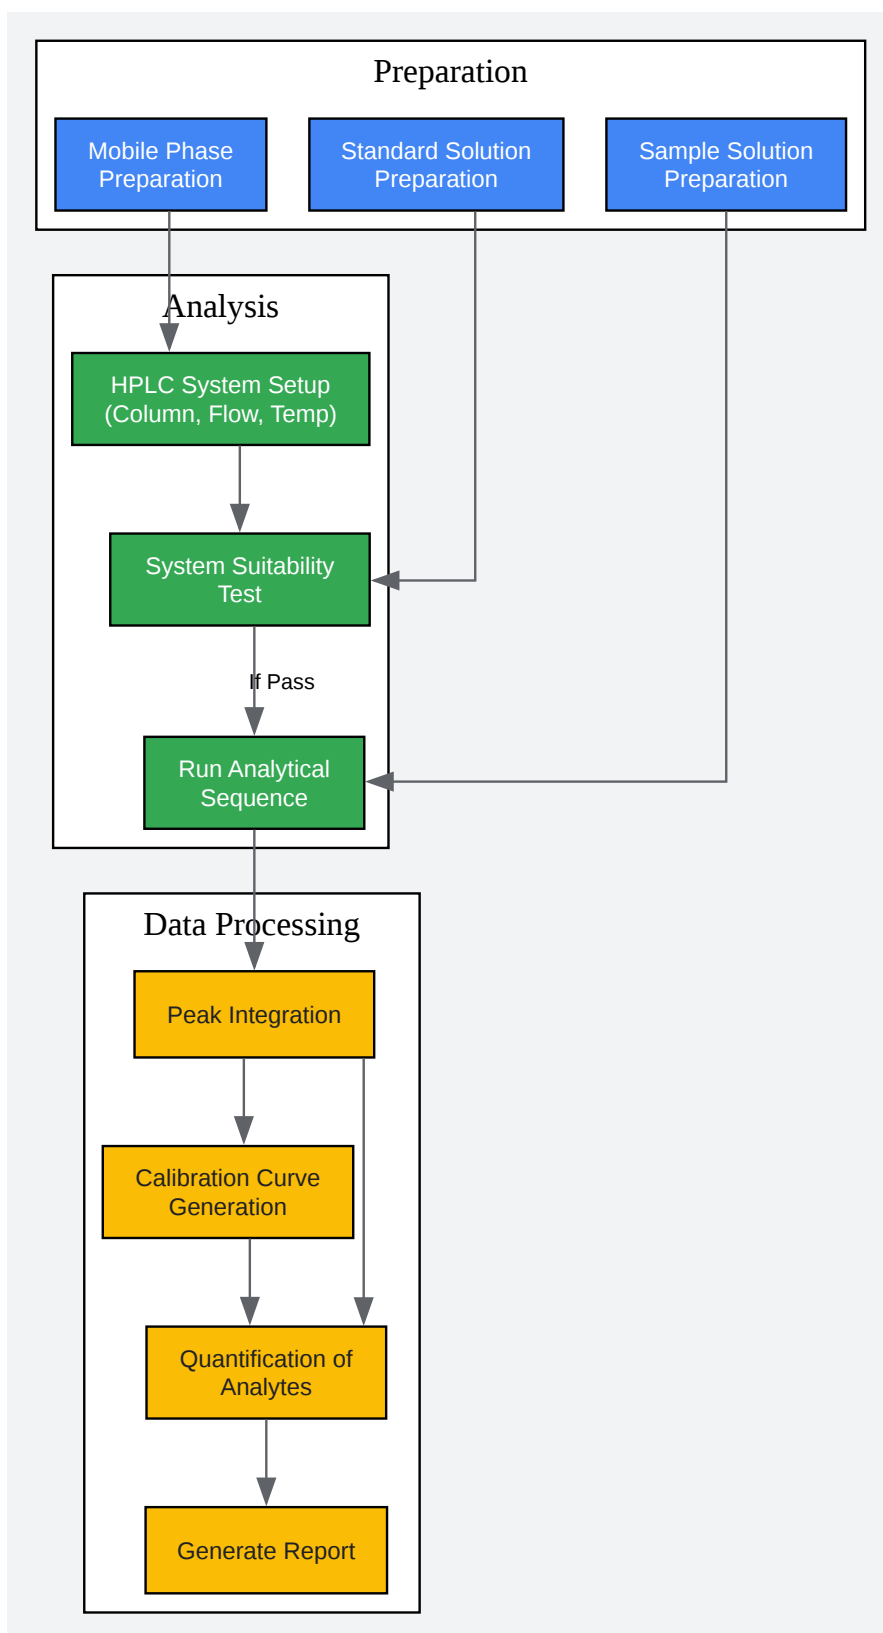 Preparation
Mobile Phase
Preparation
Standard Solution
Preparation
Sample Solution
Preparation
Analysis
HPLC System Setup
(Column, Flow, Temp)
System Suitability
Test
If Pass
Run Analytical
Sequence
Data Processing
Peak Integration
Calibration Curve
Generation
Quantification of
Analytes
Generate Report